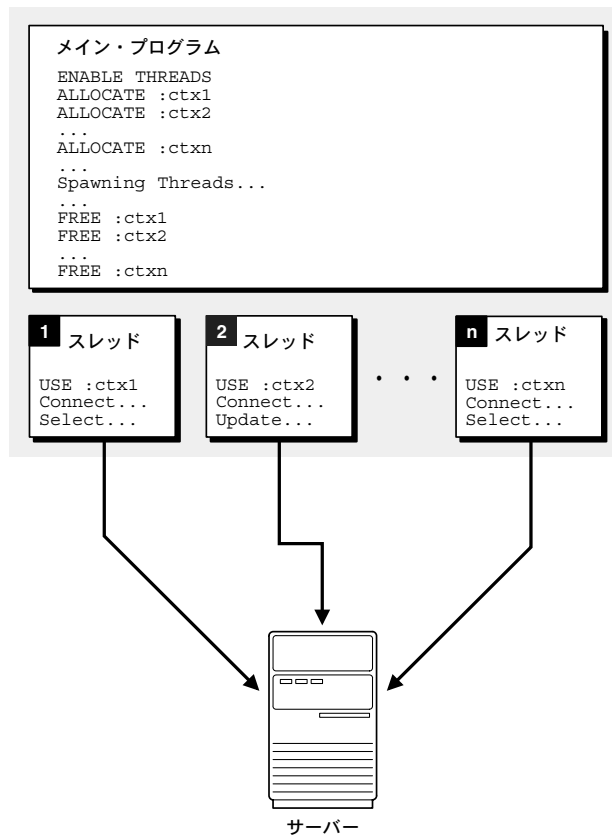 メイン・プログラム
ENABLE THREADS
ALLOCATE :ctx1
ALLOCATE :ctx2
...
ALLOCATE :ctxn
...
Spawning Threads...
...
FREE :ctx1
FREE :ctx2
...
FREE :ctxn
1 スレッド
USE :ctx1
Connect...
Select...
2 スレッド
USE :ctx2
Connect...
Update...
. . .
n スレッド
USE :ctxn
Connect...
Select...
サーバー